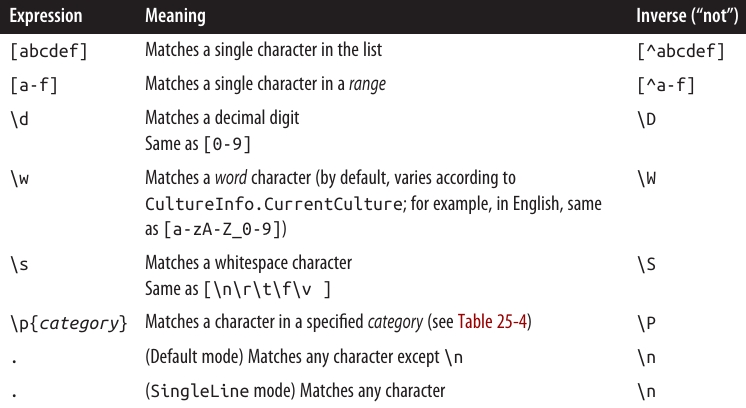 Expression Meaning Inverse (“not”)
[abcdef] Matches a single character in the list [^abcdef]
[a-f] Matches a single character in a range [^a-f]
\d Matches a decimal digit \D
Same as [0-9]
\w Matches a word character (by default, varies according to \W
CultureInfo.CurrentCulture; for example, in English, same
as [a-zA-Z_0-9])
\s Matches a whitespace character \S
Same as [\n\r\t\f\v ]
\p{category} Matches a character in a specified category (see Table 25-4) \P
. (Default mode) Matches any character except \n \n
. (SingleLine mode) Matches any character \n